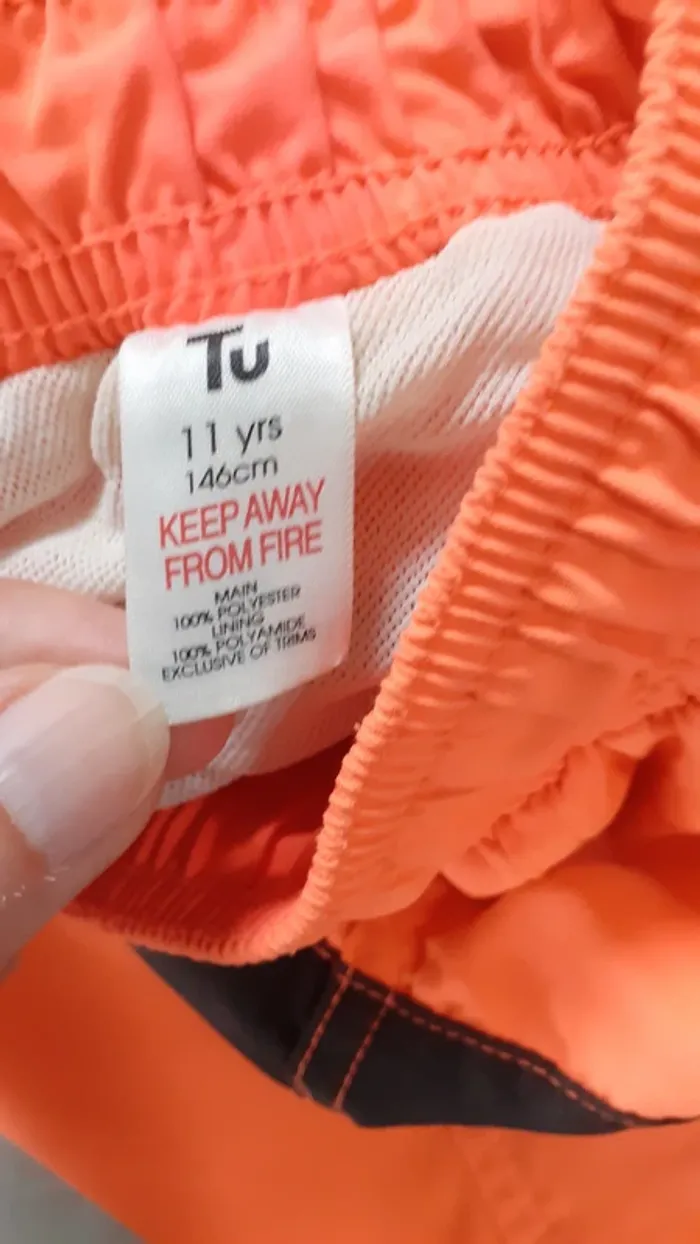 Tu
11 yrs
146cm
KEEP AWAY
FROM FIRE
MAIN
100% POLYESTER
LINING
100% POLYAMIDE
EXCLUSIVE OF TRIMS